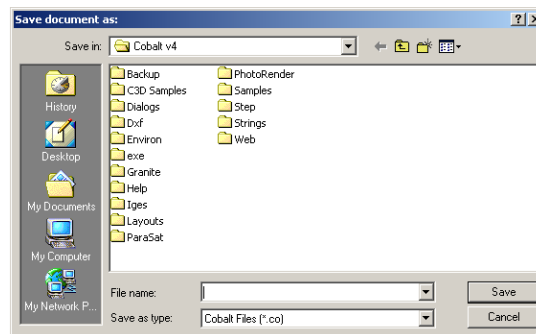 Save document as:
Save in:
Cobalt v4
History
Desktop
My Documents
My Computer
My Network P...
Backup
C3D Samples
Dialogs
Dxf
Environ
exe
Granite
Help
Iges
Layouts
ParaSat
PhotoRender
Samples
Step
Strings
Web
File name:
Save
Save as type:
Cobalt Files (*.co)
Cancel